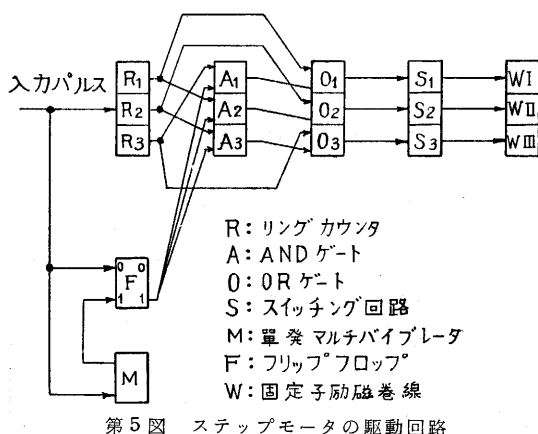 入力パルス
R1 A1 O1 S1 WI
R2 A2 O2 S2 WII
R3 A3 O3 S3 WIII
0 0
F
1 1
M
R: リングカウンタ
A: ANDゲート
O: ORゲート
S: スイッチング回路
M: 單発マルチバイブレータ
F: フリップフロップ
W: 固定子励磁巻線
第5図 ステップモータの駆動回路